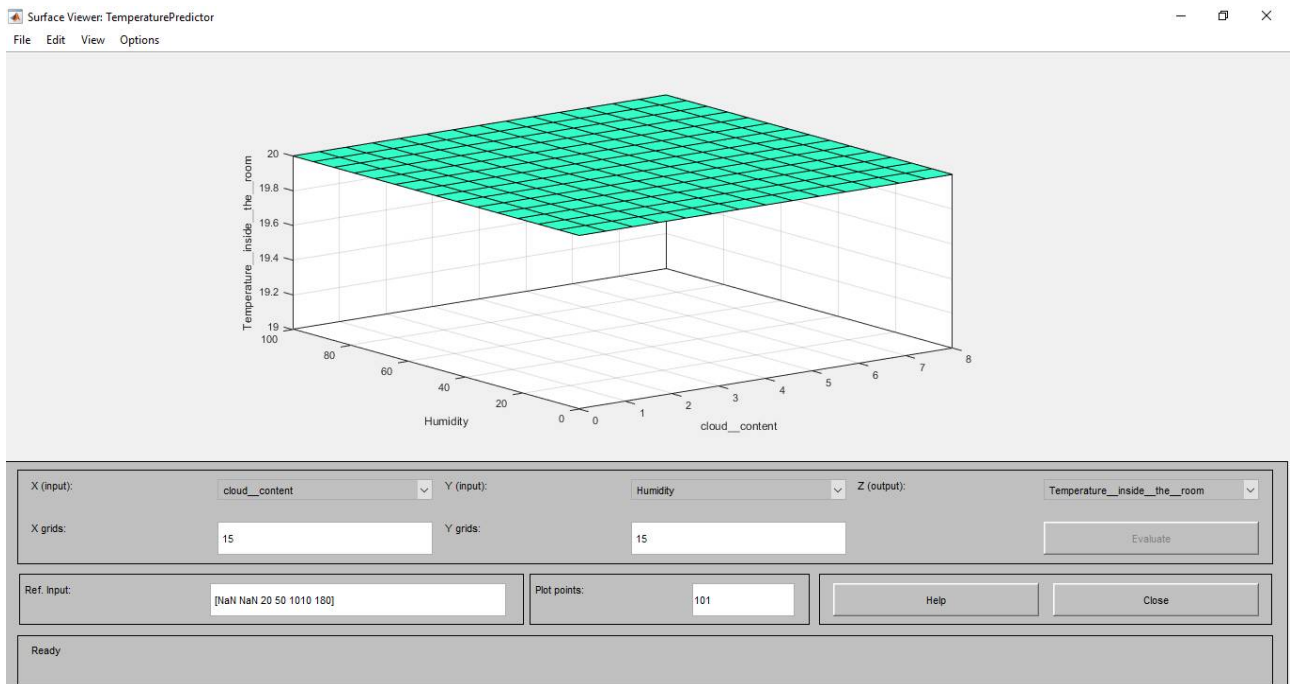 Surface Viewer: TemperaturePredictor
File Edit View Options
Temperature__inside__the__room
20
19.8
19.6
19.4
19.2
19
100
80
60
40
20
0
Humidity
0
1
2
3
4
5
6
7
8
cloud__content
X (input): cloud__content Y (input): Humidity Z (output): Temperature__inside__the__room
X grids: 15 Y grids: 15 Evaluate
Ref. Input: [NaN NaN 20 50 1010 180] Plot points: 101 Help Close
Ready